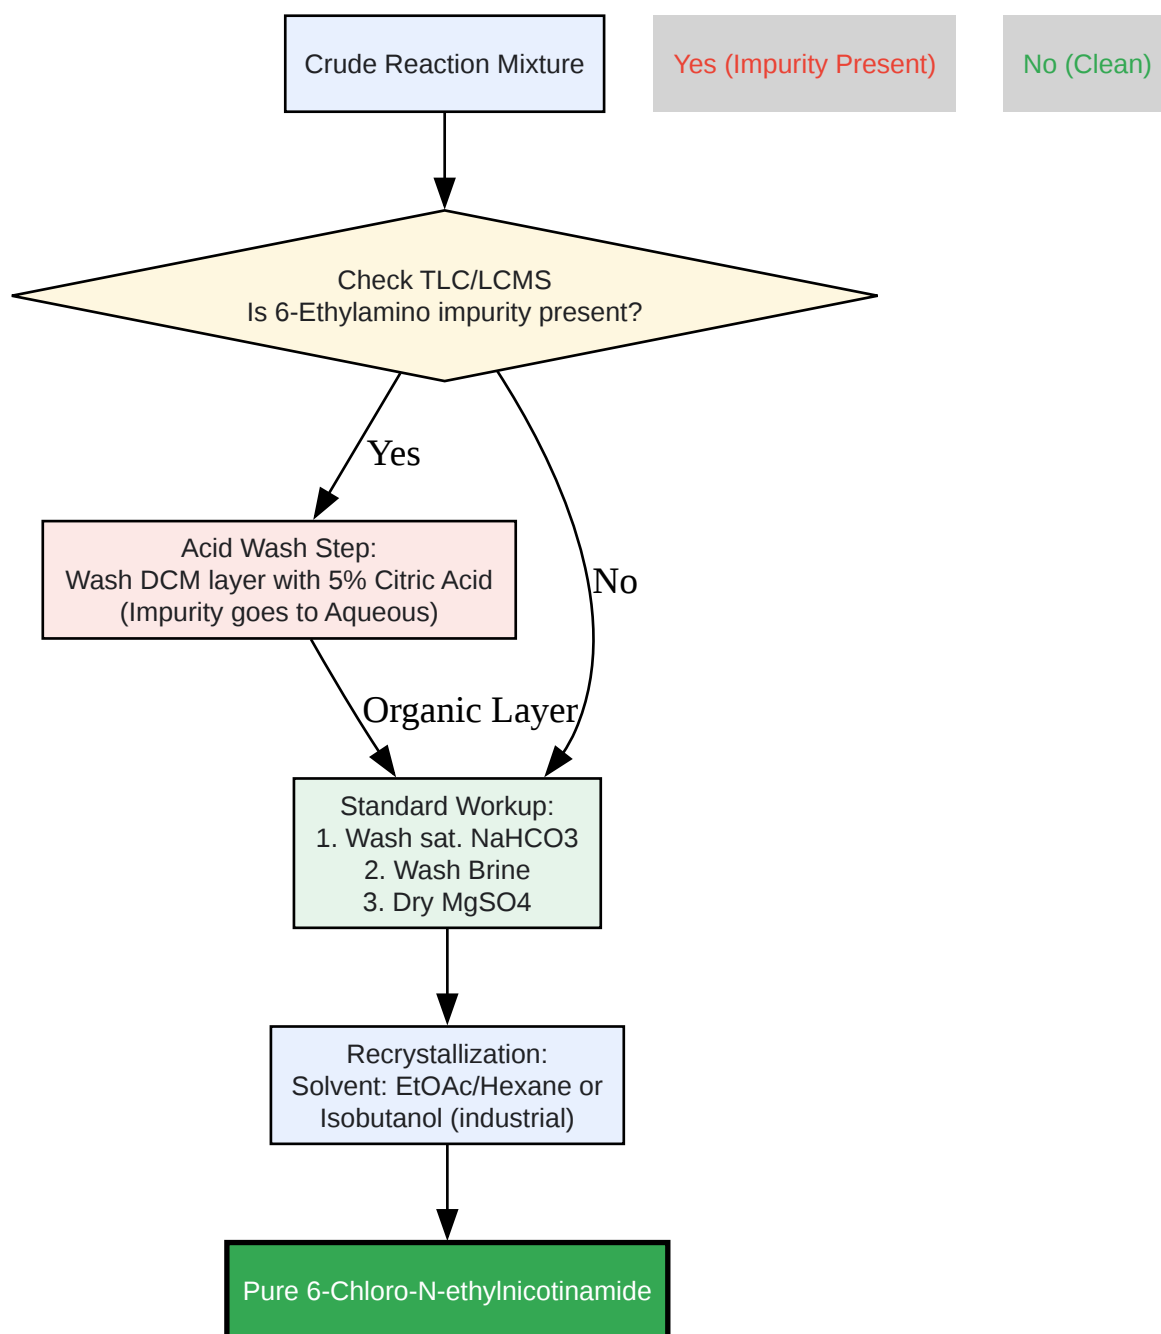 Crude Reaction Mixture
Yes (Impurity Present)
No (Clean)
Check TLC/LCMS
Is 6-Ethylamino impurity present?
Yes
Acid Wash Step:
Wash DCM layer with 5% Citric Acid
(Impurity goes to Aqueous)
No
Organic Layer
Standard Workup:
1. Wash sat. NaHCO3
2. Wash Brine
3. Dry MgSO4
Recrystallization:
Solvent: EtOAc/Hexane or
Isobutanol (industrial)
Pure 6-Chloro-N-ethylnicotinamide